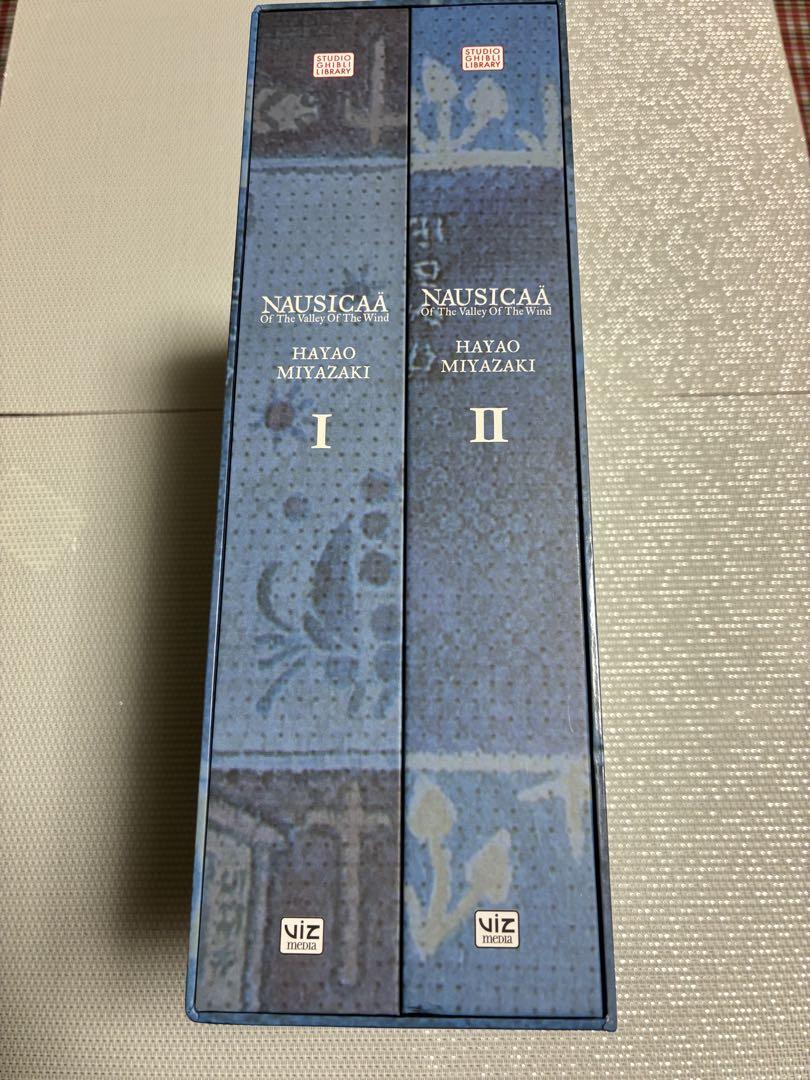 STUDIO
GHIBLI
LIBRARY
NAUSICAÄ
Of The Valley Of The Wind
HAYAO
MIYAZAKI
I
VIZ
MEDIA
STUDIO
GHIBLI
LIBRARY
NAUSICAÄ
Of The Valley Of The Wind
HAYAO
MIYAZAKI
II
VIZ
MEDIA